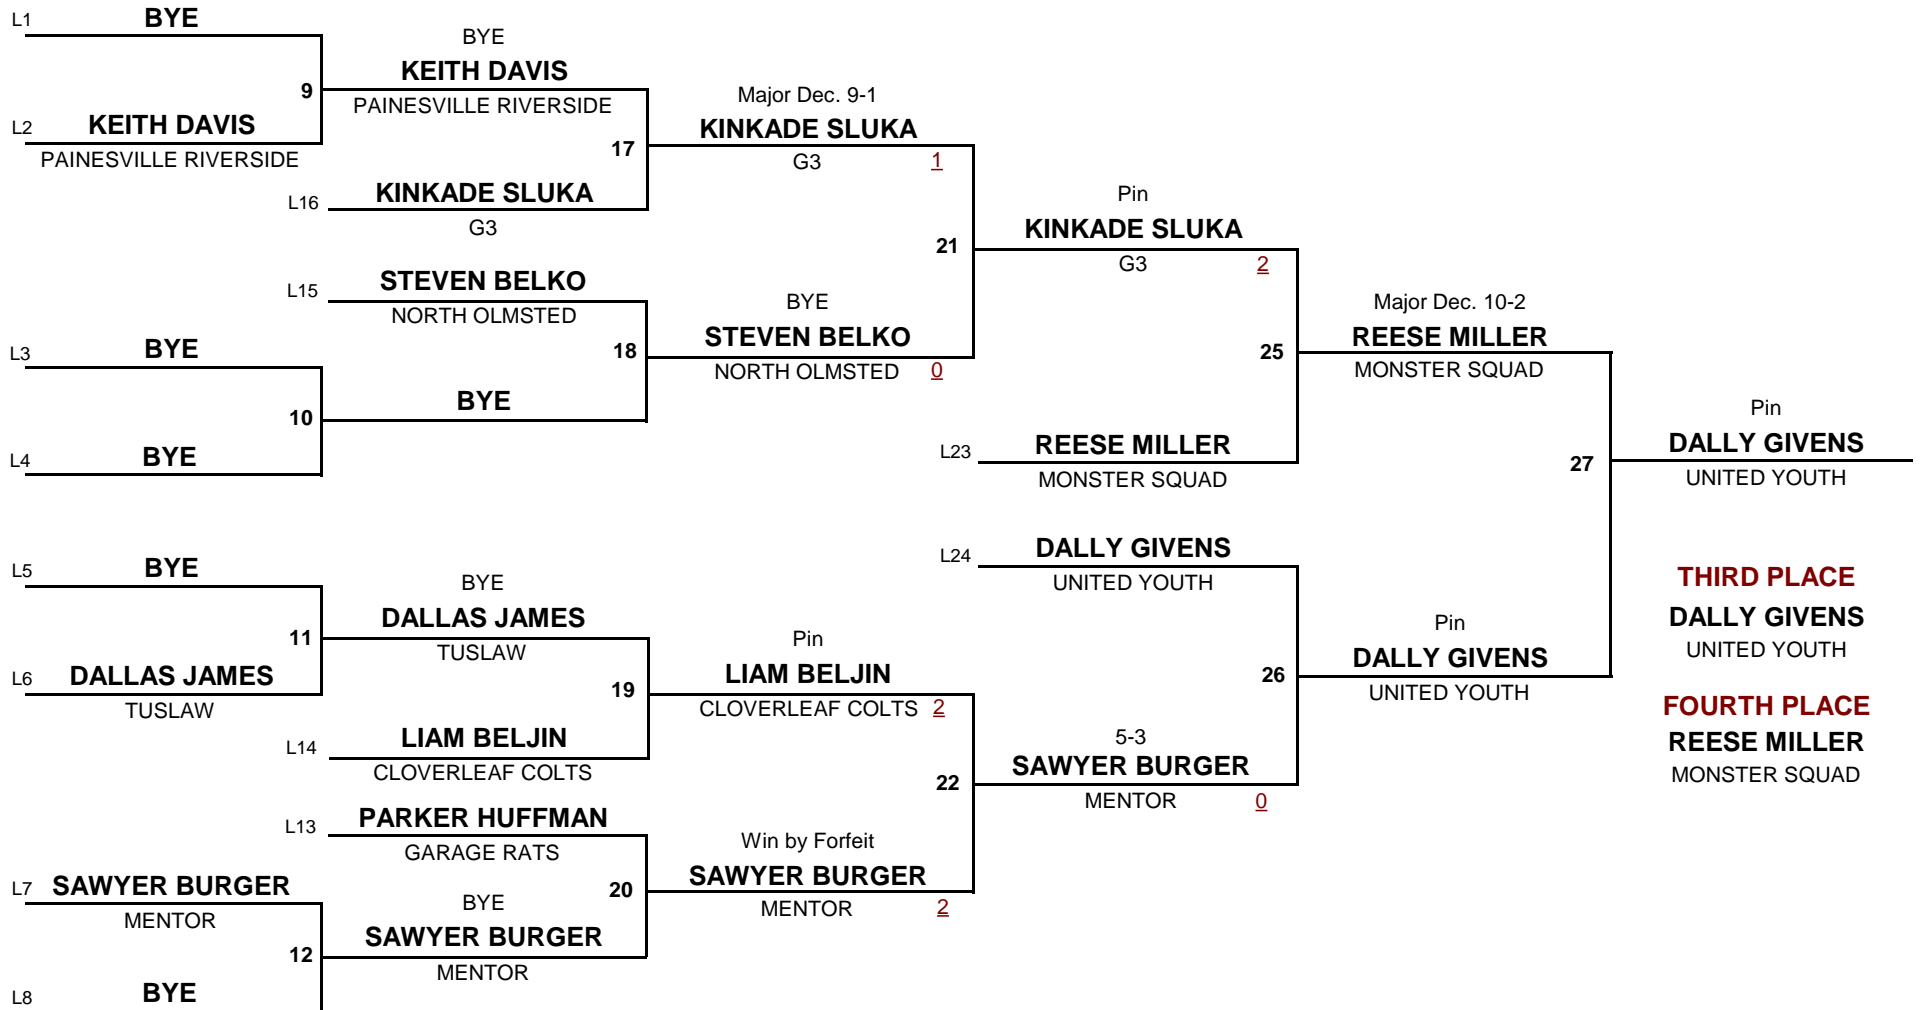 L1 BYE
BYE
KEITH DAVIS
9
PAINESVILLE RIVERSIDE
L2 KEITH DAVIS
PAINESVILLE RIVERSIDE
Major Dec. 9-1
KINKADE SLUKA
17
G3 1
L16 KINKADE SLUKA
G3
Pin
KINKADE SLUKA
21
G3 2
L15 STEVEN BELKO
NORTH OLMSTED
BYE
STEVEN BELKO
18
NORTH OLMSTED 0
L3 BYE
10
BYE
L4 BYE
Major Dec. 10-2
REESE MILLER
25
MONSTER SQUAD
L23 REESE MILLER
MONSTER SQUAD
Pin
DALLY GIVENS
27
UNITED YOUTH
L24 DALLY GIVENS
UNITED YOUTH
L5 BYE
BYE
DALLAS JAMES
11
TUSLAW
L6 DALLAS JAMES
TUSLAW
Pin
LIAM BELJIN
19
CLOVERLEAF COLTS 2
L14 LIAM BELJIN
CLOVERLEAF COLTS
Pin
DALLY GIVENS
26
UNITED YOUTH
5-3
SAWYER BURGER
22
MENTOR 0
L13 PARKER HUFFMAN
GARAGE RATS
Win by Forfeit
SAWYER BURGER
20
MENTOR 2
L7 SAWYER BURGER
MENTOR
BYE
SAWYER BURGER
12
MENTOR
L8 BYE
THIRD PLACE
DALLY GIVENS
UNITED YOUTH
FOURTH PLACE
REESE MILLER
MONSTER SQUAD